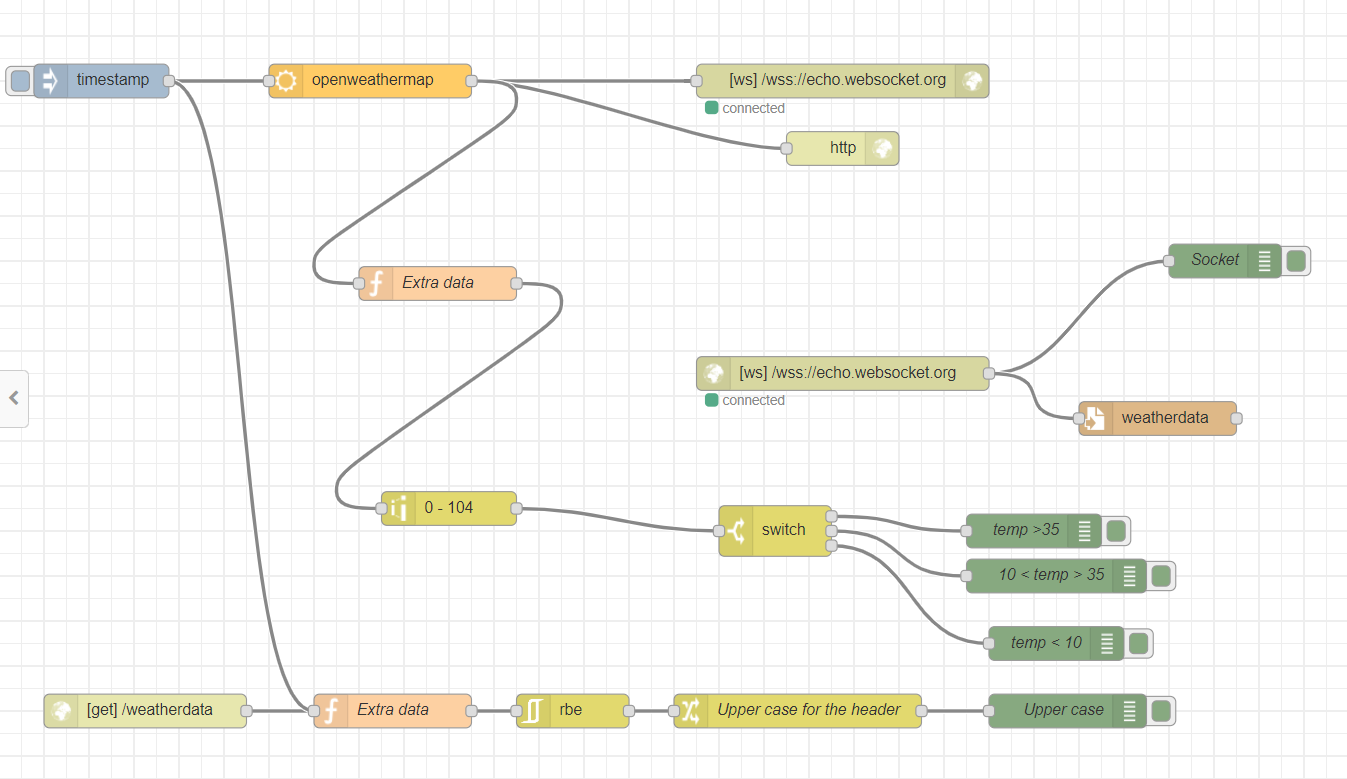 timestamp
openweathermap
[ws] /wss://echo.websocket.org
connected
http
Socket
Extra data
[ws] /wss://echo.websocket.org
connected
weatherdata
0 - 104
switch
temp >35
10 < temp > 35
temp < 10
[get] /weatherdata
Extra data
rbe
Upper case for the header
Upper case